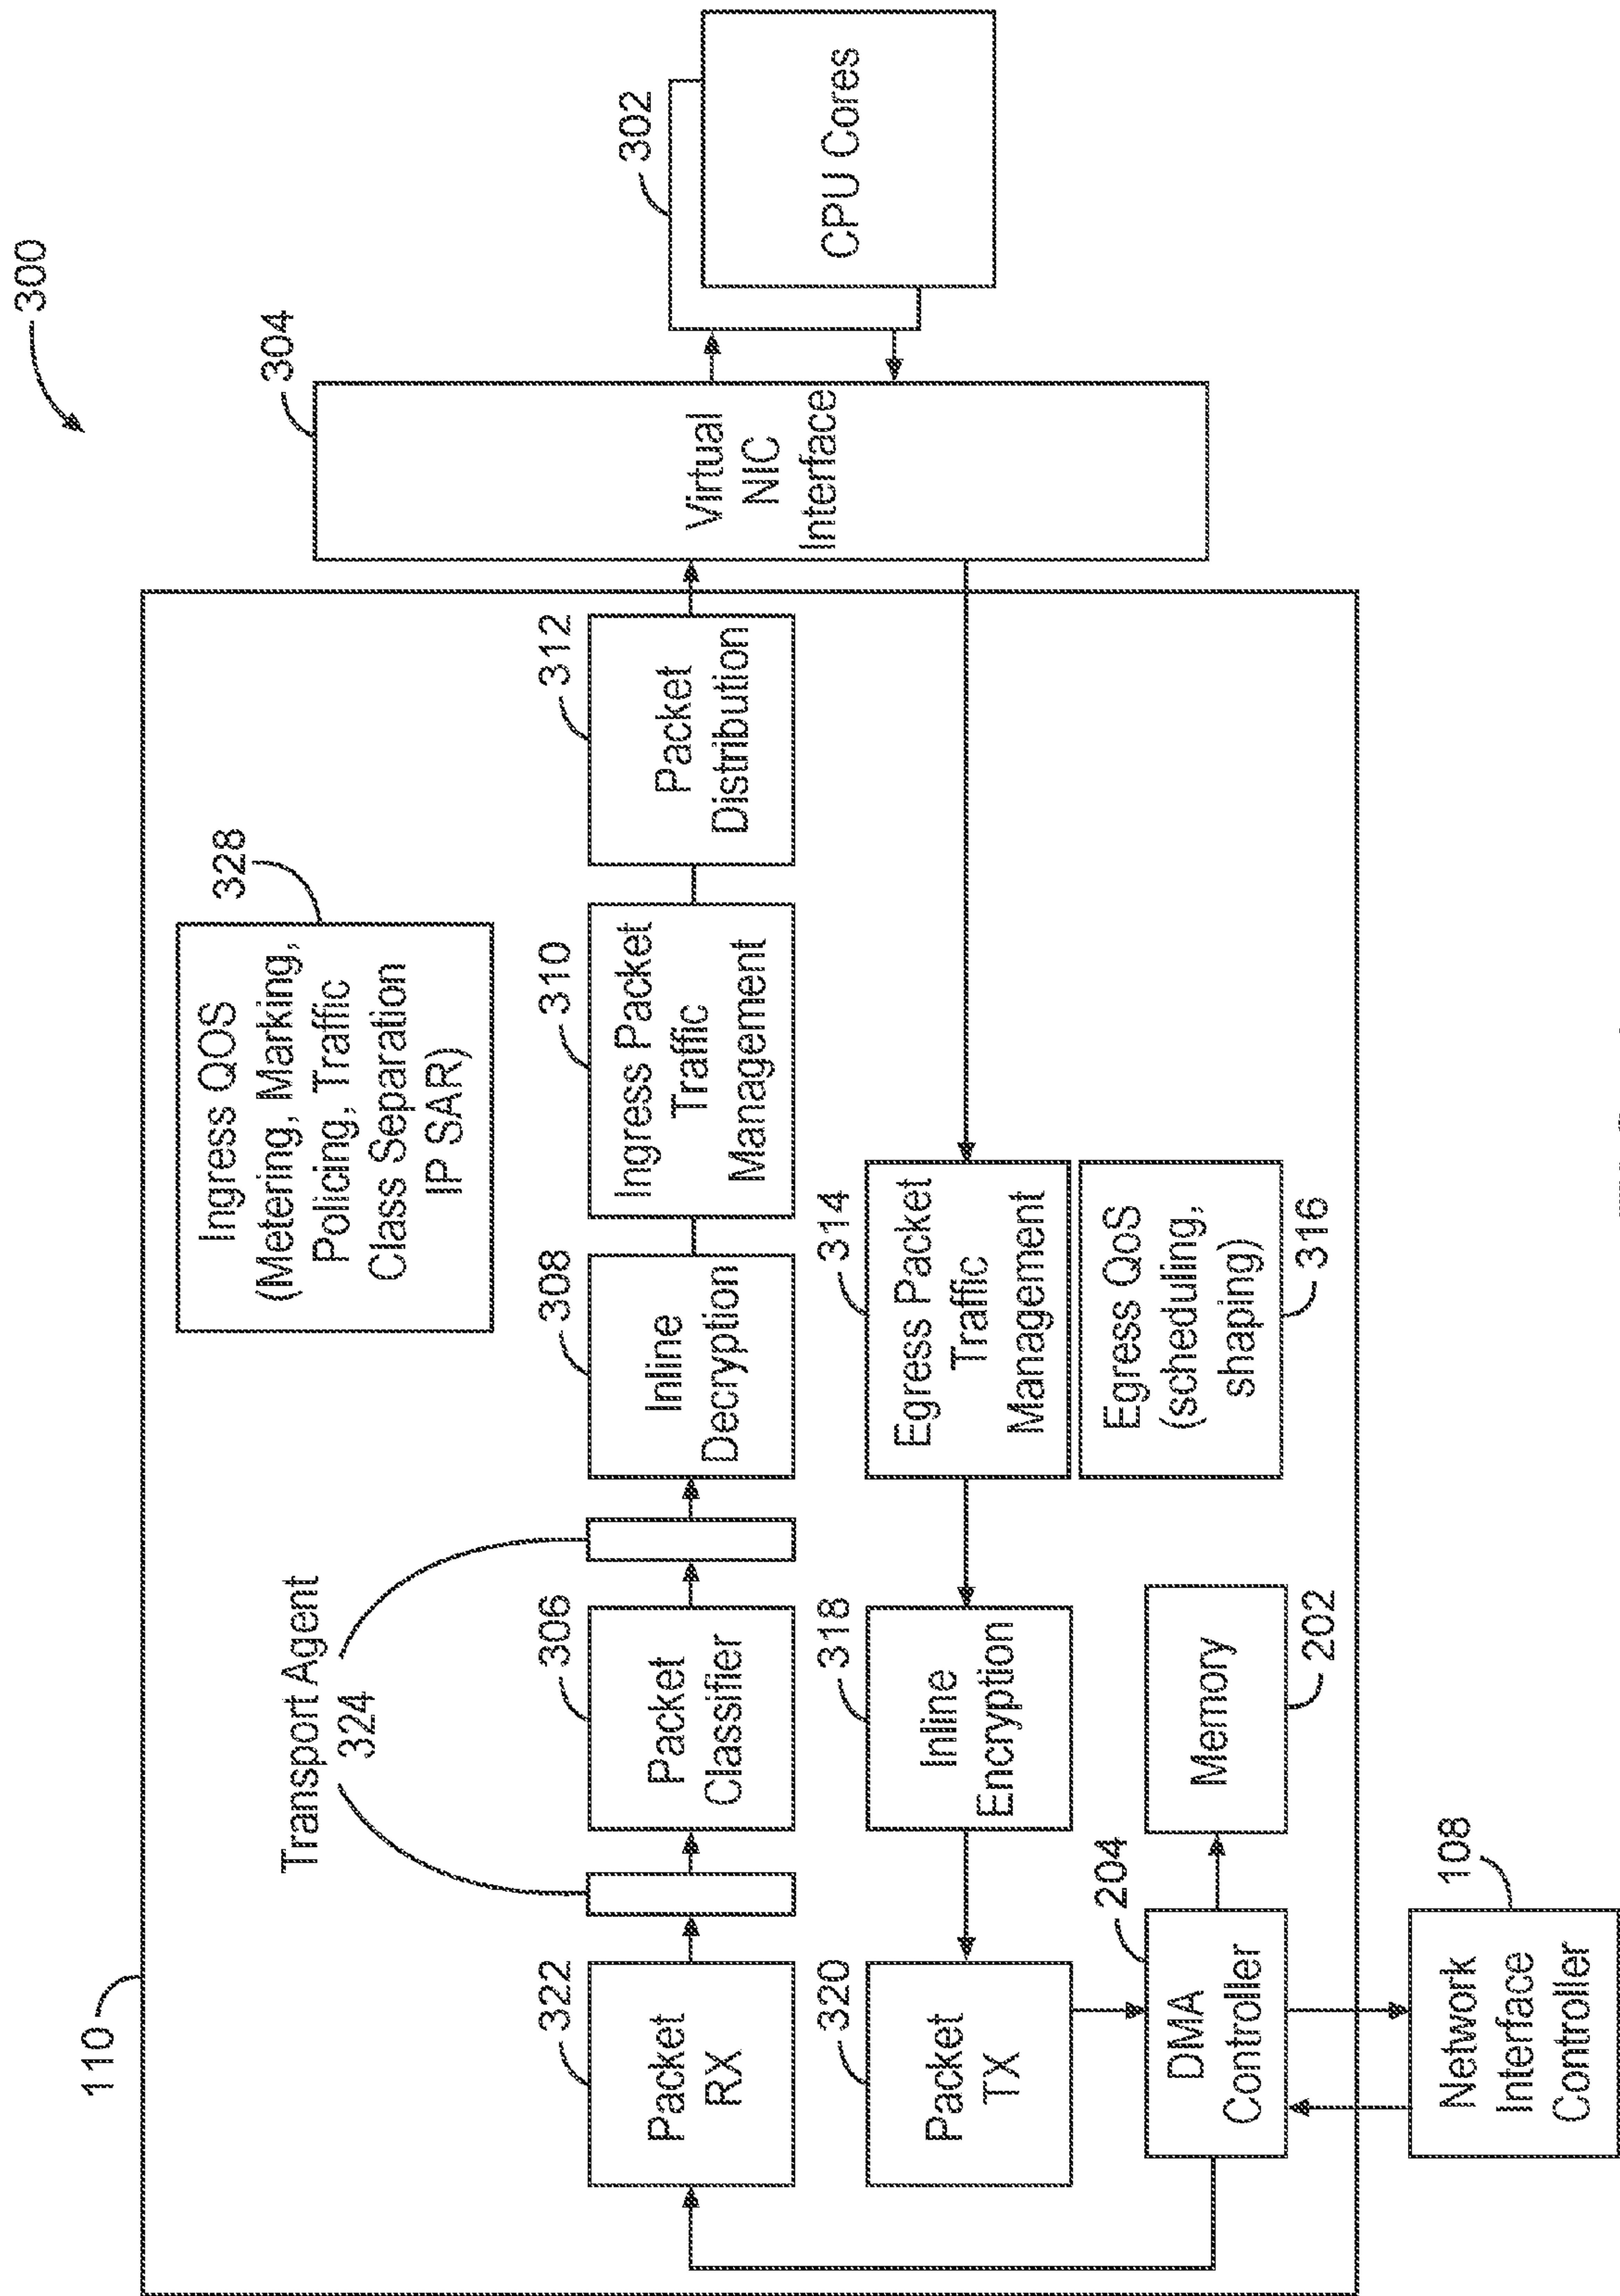 300
110
304
302
Ingress QOS
(Metering, Marking,
Policing, Traffic
Class Separation
IP SAR)
328
Transport Agent
324
322
Packet
RX
306
Packet
Classifier
308
Inline
Decryption
310
Ingress Packet
Traffic
Management
312
Packet
Distribution
Virtual
NIC
Interface
CPU Cores
320
Packet
TX
318
Inline
Encryption
314
Egress Packet
Traffic
Management
Egress QoS
(scheduling,
shaping)
316
204
DMA
Controller
Memory
202
108
Network
Interface
Controller